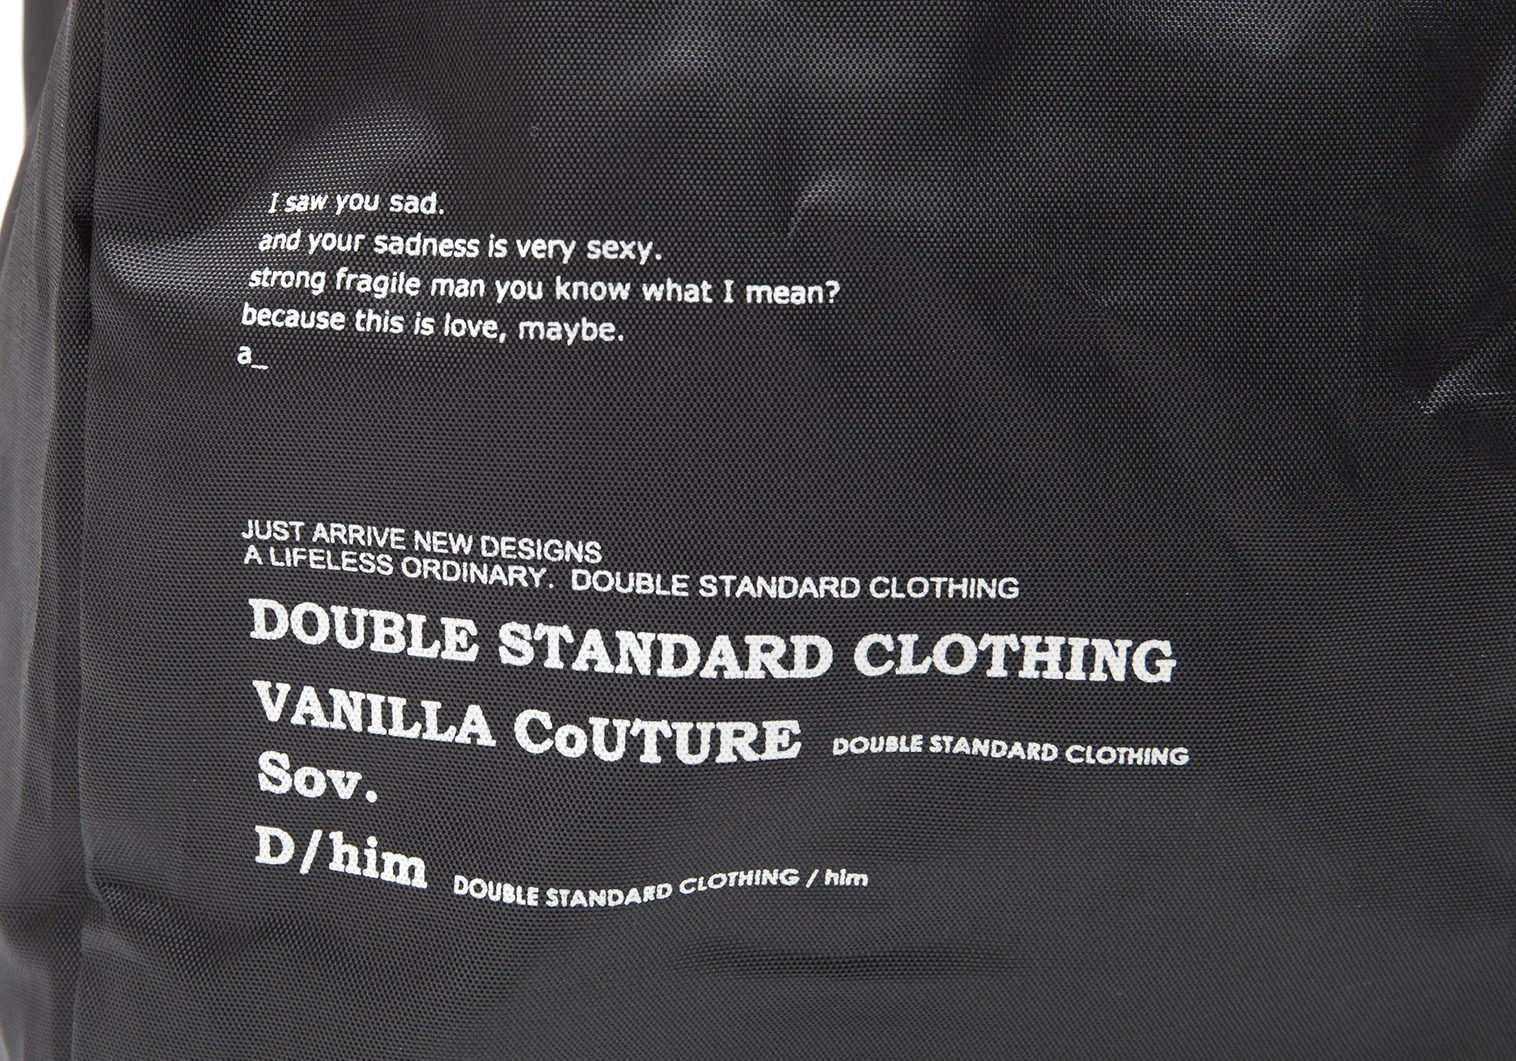 I saw you sad.
and your sadness is very sexy.
strong fragile man you know what I mean?
because this is love, maybe.
a_
JUST ARRIVE NEW DESIGNS
A LIFELESS ORDINARY. DOUBLE STANDARD CLOTHING
DOUBLE STANDARD CLOTHING
VANILLA CoUTURE DOUBLE STANDARD CLOTHING
Sov.
D/him DOUBLE STANDARD CLOTHING / him